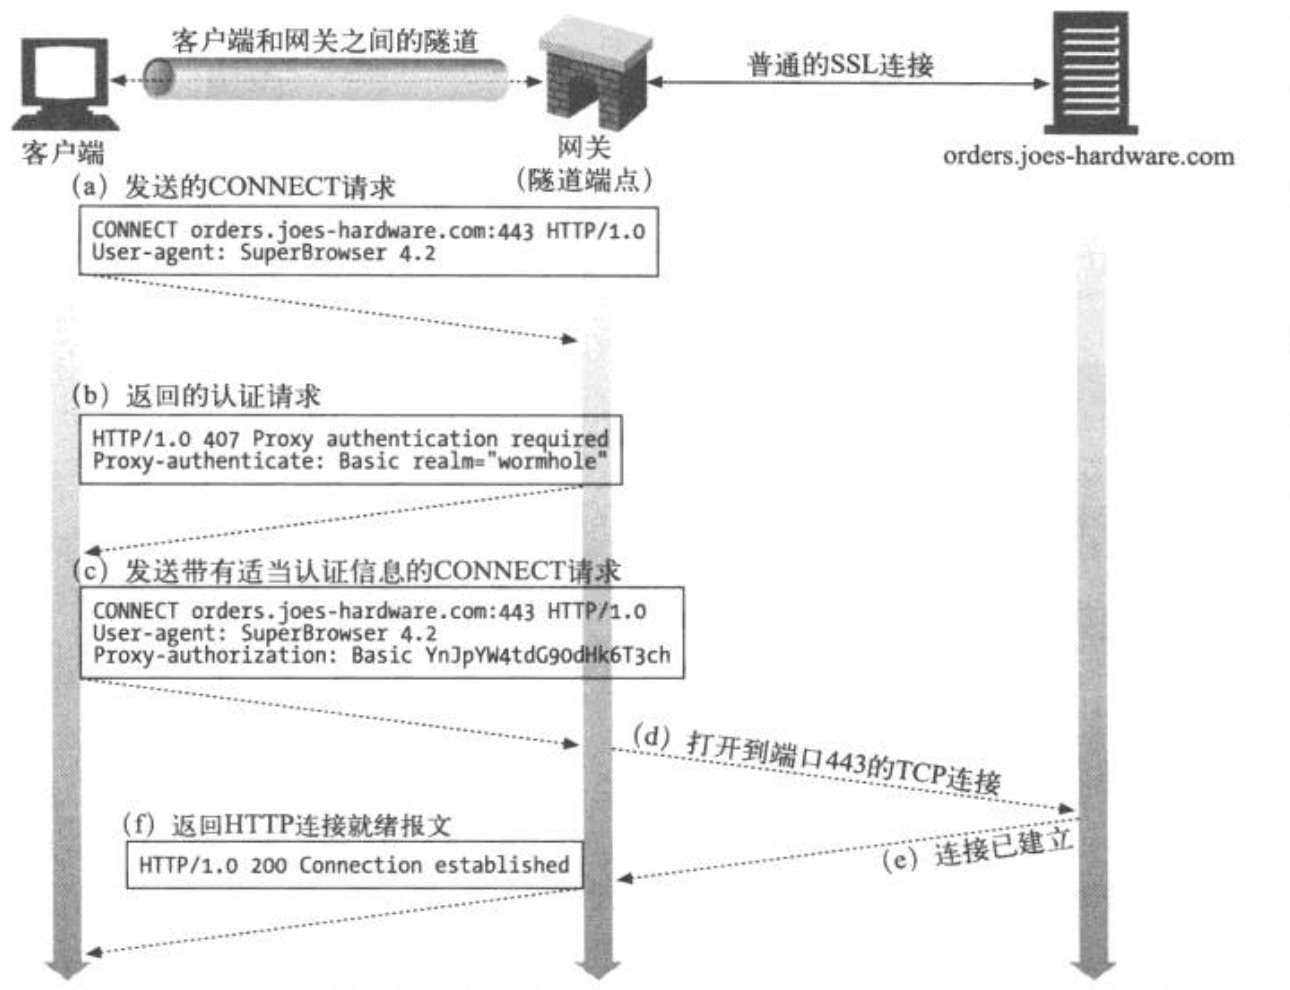 客户端和网关之间的隧道
普通的SSL连接
客户端
网关
(隧道端点)
orders.joes-hardware.com
(a) 发送的CONNECT请求
CONNECT orders.joes-hardware.com:443 HTTP/1.0
User-agent: SuperBrowser 4.2
(b) 返回的认证请求
HTTP/1.0 407 Proxy authentication required
Proxy-authenticate: Basic realm="wormhole"
(c) 发送带有适当认证信息的CONNECT请求
CONNECT orders.joes-hardware.com:443 HTTP/1.0
User-agent: SuperBrowser 4.2
Proxy-authorization: Basic YnJpYW4tdG90dHk6T3ch
(d) 打开到端口443的TCP连接
(e) 连接已建立
(f) 返回HTTP连接就绪报文
HTTP/1.0 200 Connection established